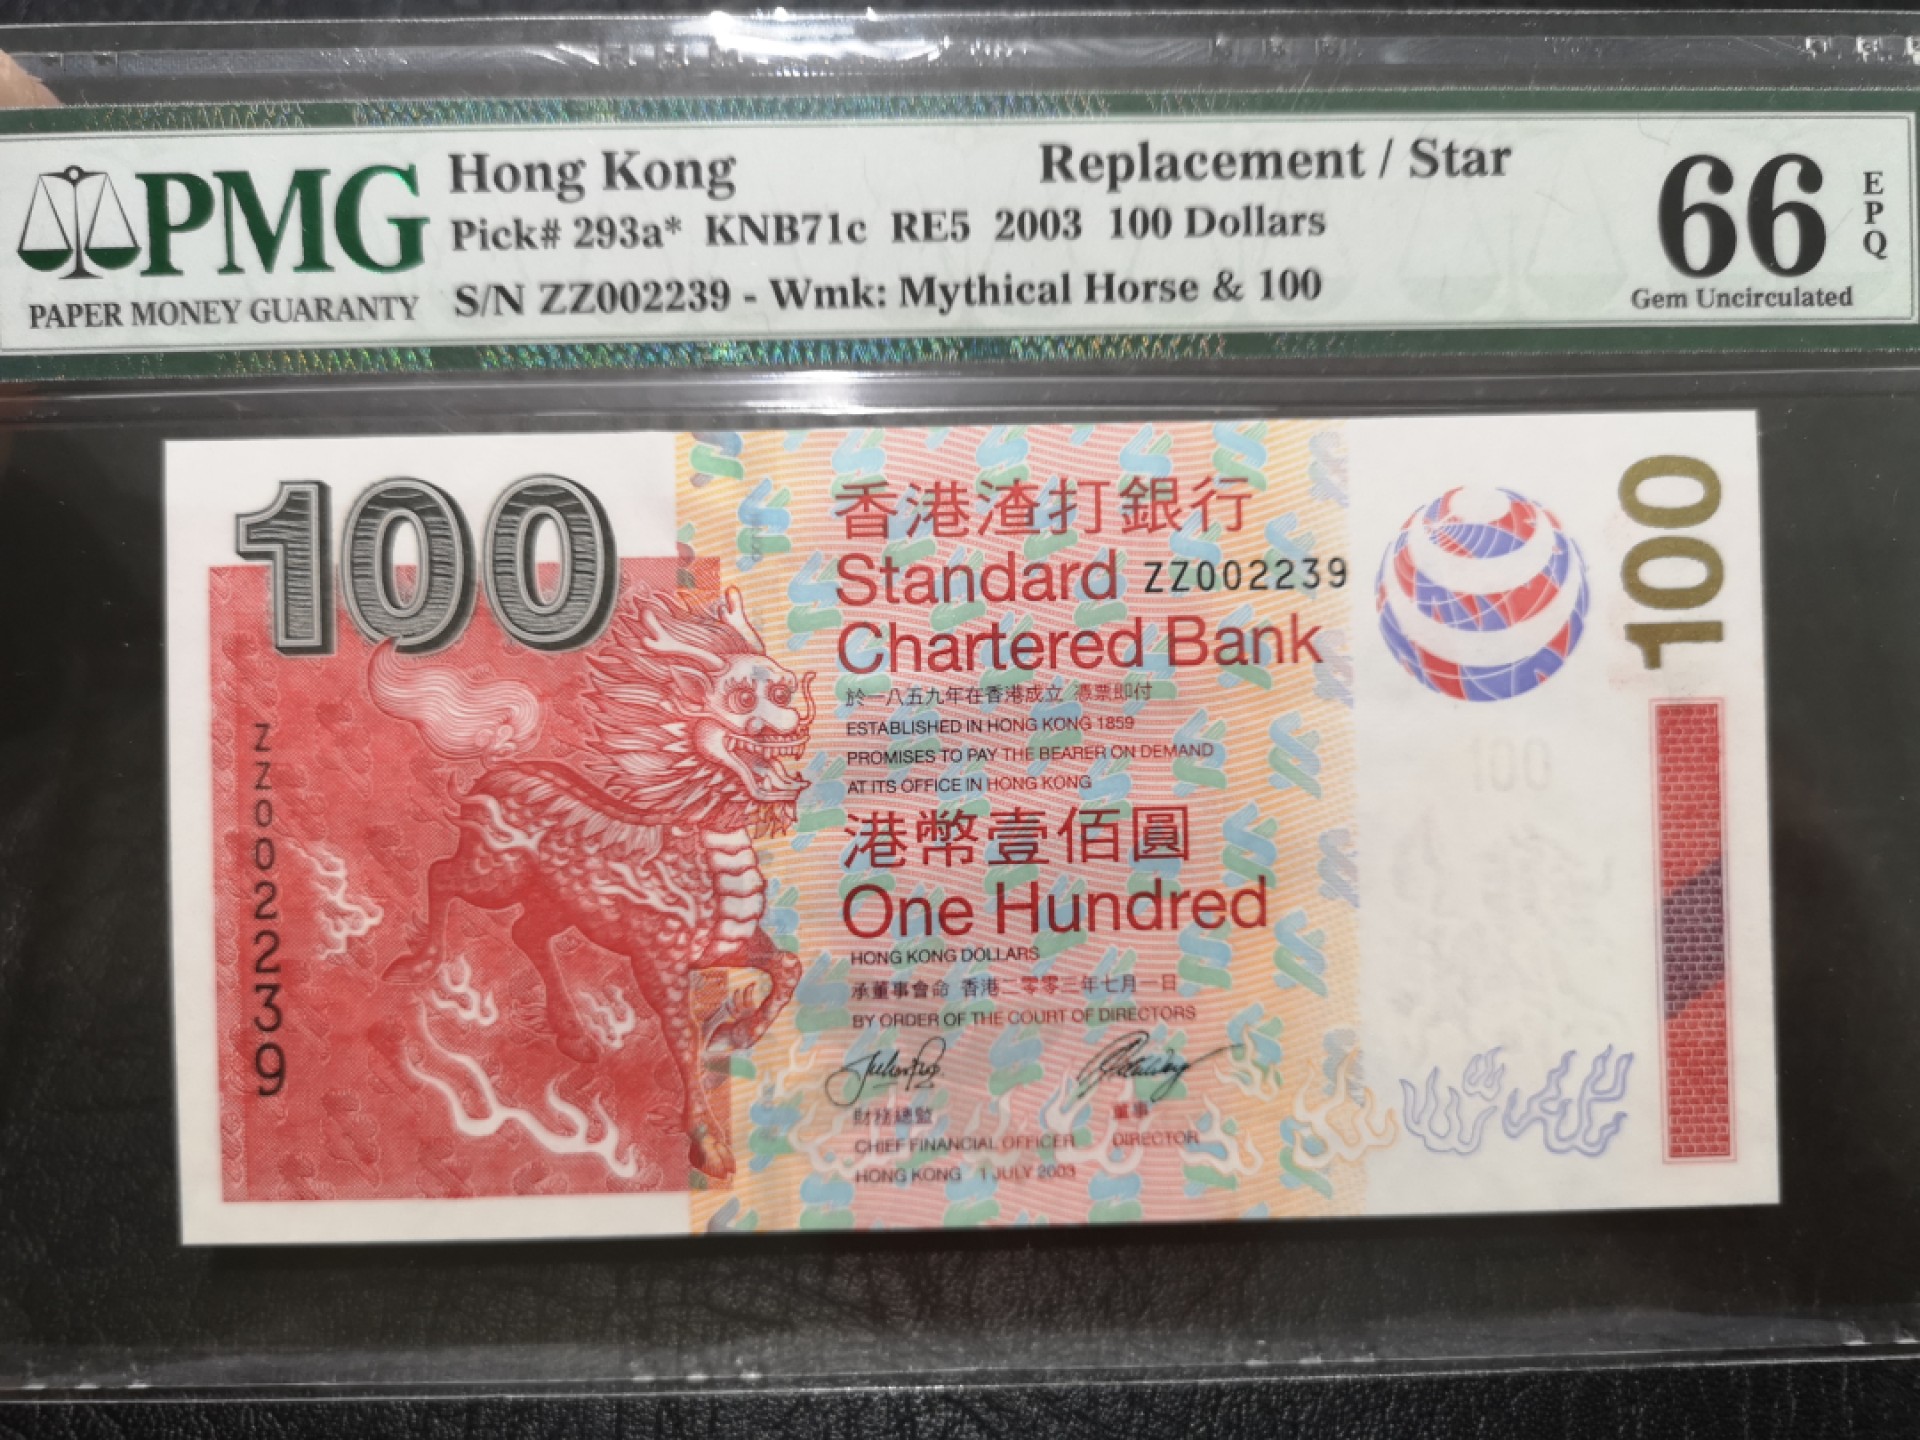 PMG
PAPER MONEY GUARANTY
Hong Kong
Replacement / Star
Pick# 293a* KNB71c RE5 2003 100 Dollars
S/N ZZ002239 - Wmk: Mythical Horse & 100
66
EPQ
Gem Uncirculated
100
香港渣打銀行
Standard ZZ002239
Chartered Bank
於一八五九年在香港成立 憑票即付
ESTABLISHED IN HONG KONG 1859
PROMISES TO PAY THE BEARER ON DEMAND
AT ITS OFFICE IN HONG KONG
港幣壹佰圓
One Hundred
HONG KONG DOLLARS
承董事會命 香港二零零三年七月一日
BY ORDER OF THE COURT OF DIRECTORS
財務總監
董事
CHIEF FINANCIAL OFFICER
DIRECTOR
HONG KONG 1 JULY 2003
ZZ002239
100
100